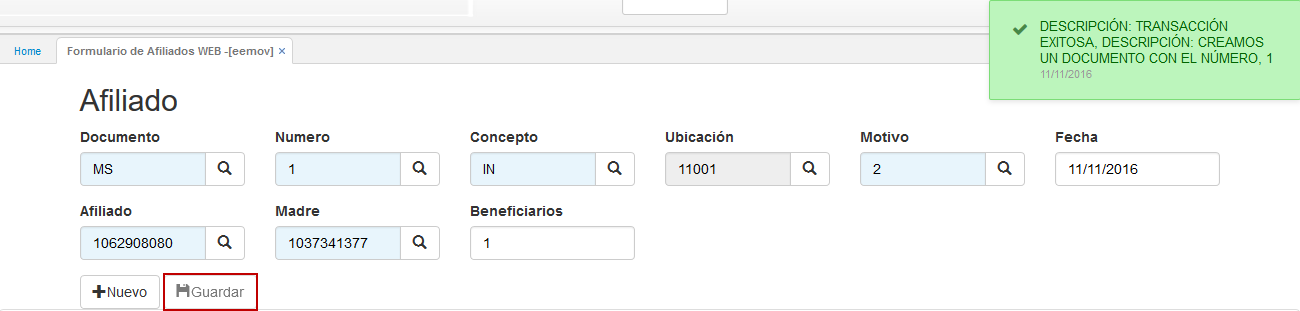 DESCRIPCIÓN: TRANSACCIÓN
EXITOSA, DESCRIPCIÓN: CREAMOS
UN DOCUMENTO CON EL NÚMERO, 1
11/11/2016
Home
Formulario de Afiliados WEB -[eemov] ×
Afiliado
Documento Numero Concepto Ubicación Motivo Fecha
MS 1 IN 11001 2 11/11/2016
Afiliado Madre Beneficiarios
1062908080 1037341377 1
Nuevo Guardar